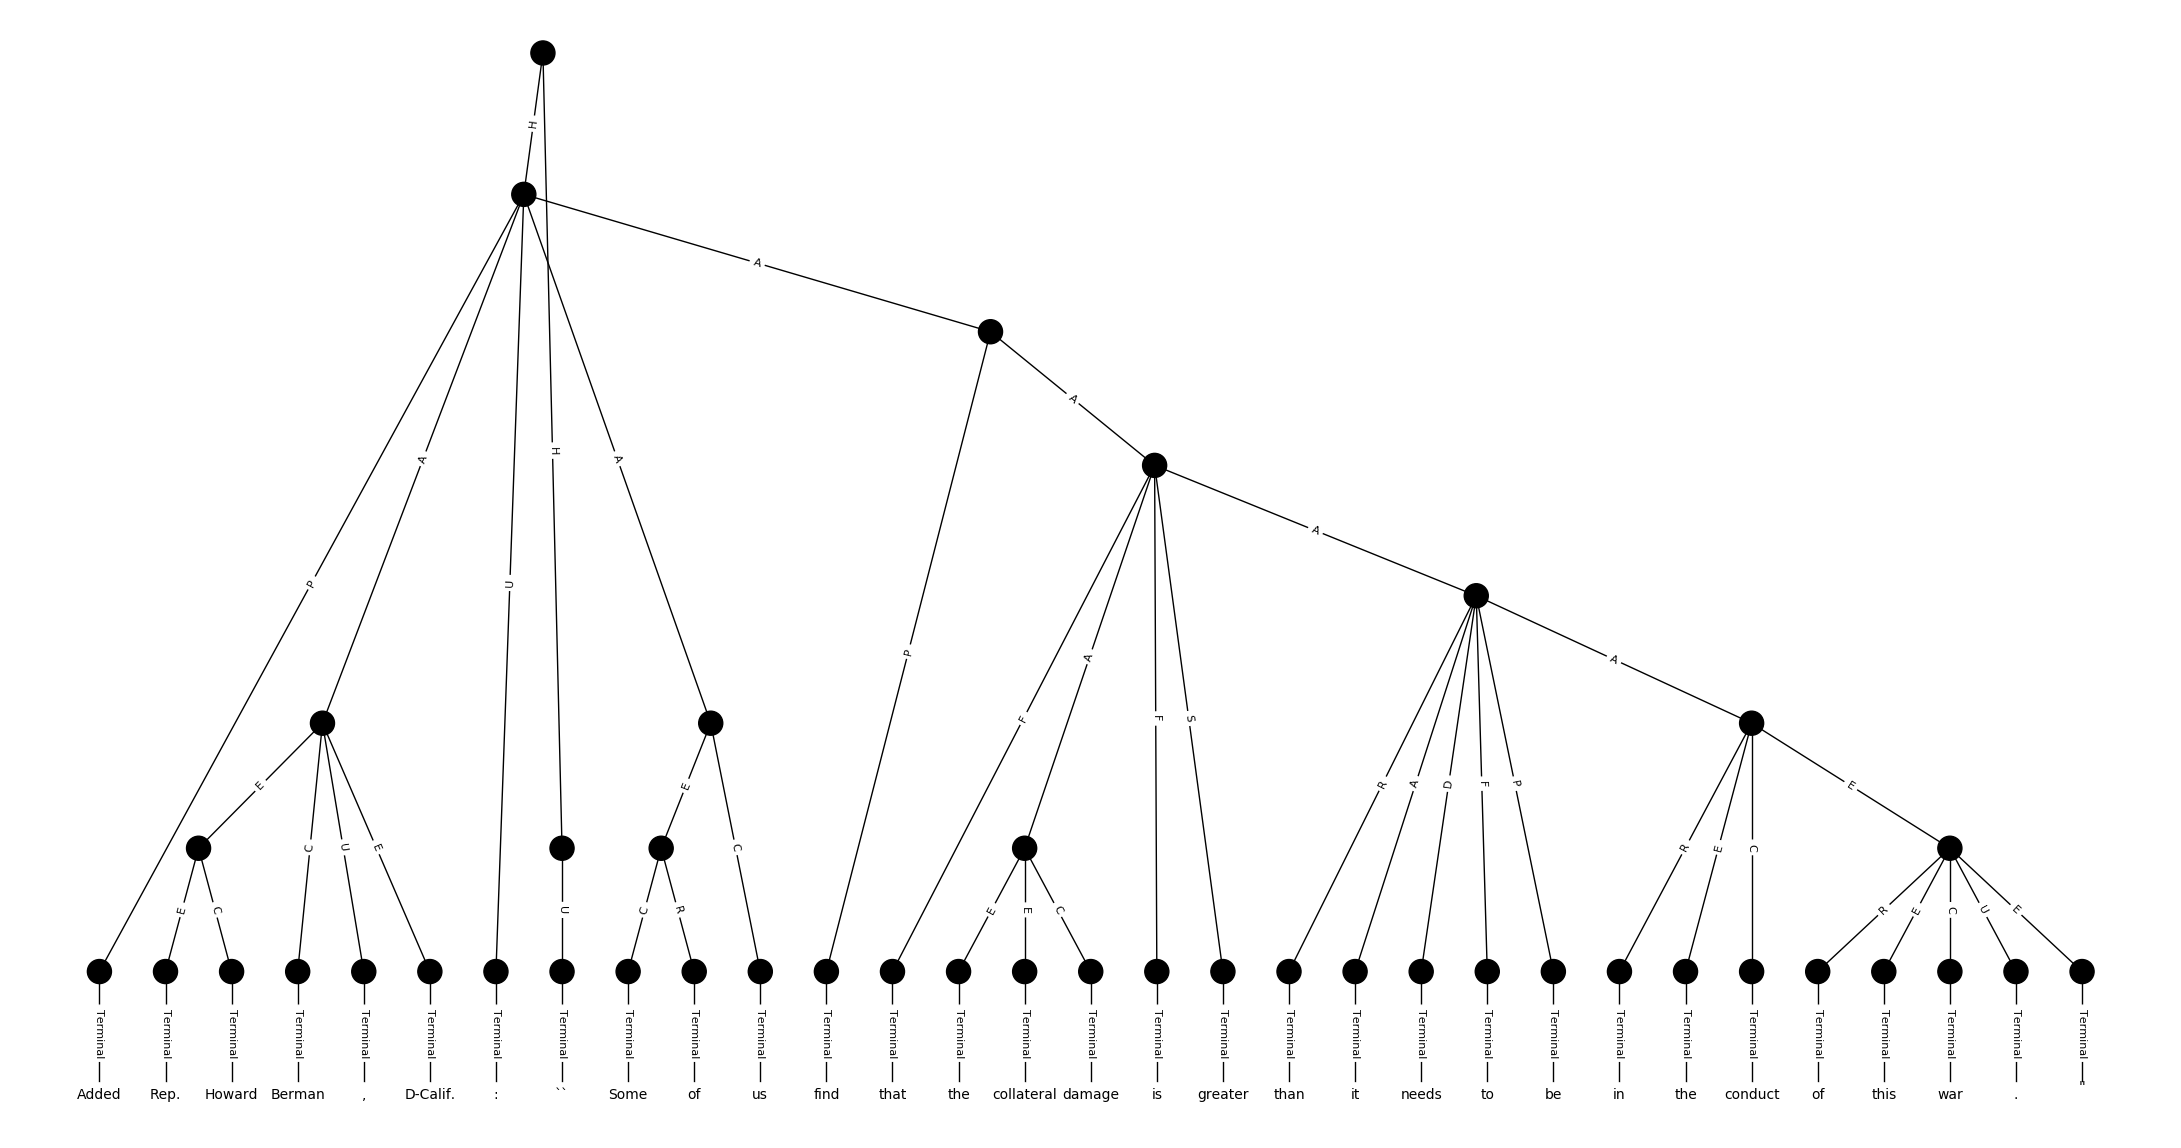 H
A
A
P
A
H
A
A
U
P
A
A
F
F
S
R
A
D
F
P
E
E
E
C
U
E
C
R
E
C
E
C
E
C
U
C
R
E
E
C
R
E
C
U
E
Terminal Terminal Terminal Terminal Terminal Terminal Terminal Terminal Terminal Terminal Terminal Terminal Terminal Terminal Terminal Terminal Terminal Terminal Terminal Terminal Terminal Terminal Terminal Terminal Terminal Terminal Terminal Terminal Terminal Terminal Terminal
Added Rep. Howard Berman , D-Calif. : `` Some of us find that the collateral damage is greater than it needs to be in the conduct of this war . "